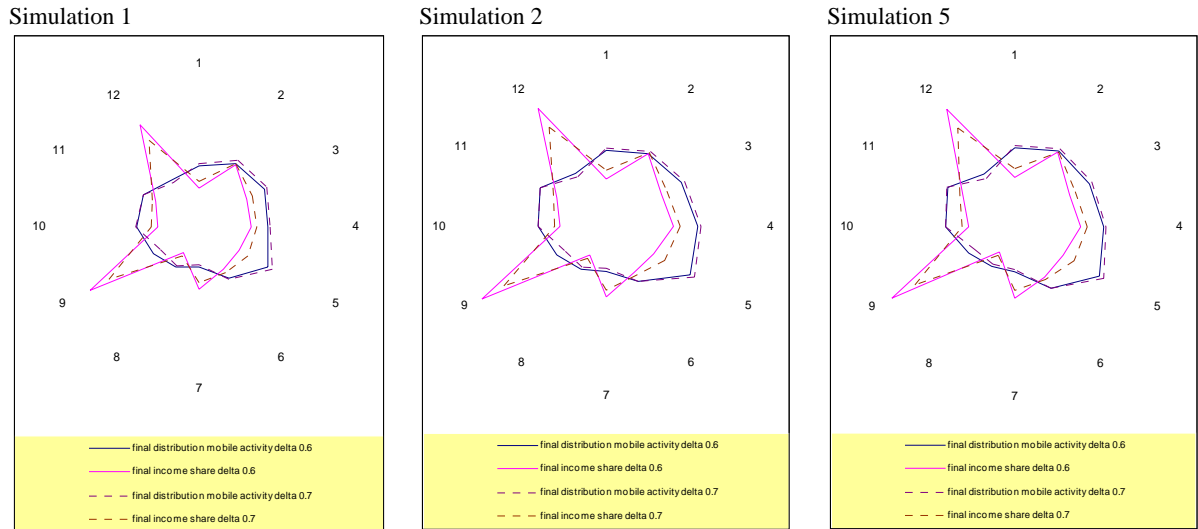 Simulation 1
1
2
3
4
5
6
7
8
9
10
11
12
final distribution mobile activity delta 0.6
final income share delta 0.6
final distribution mobile activity delta 0.7
final income share delta 0.7
Simulation 2
1
2
3
4
5
6
7
8
9
10
11
12
final distribution mobile activity delta 0.6
final income share delta 0.6
final distribution mobile activity delta 0.7
final income share delta 0.7
Simulation 5
1
2
3
4
5
6
7
8
9
10
11
12
final distribution mobile activity delta 0.6
final income share delta 0.6
final distribution mobile activity delta 0.7
final income share delta 0.7